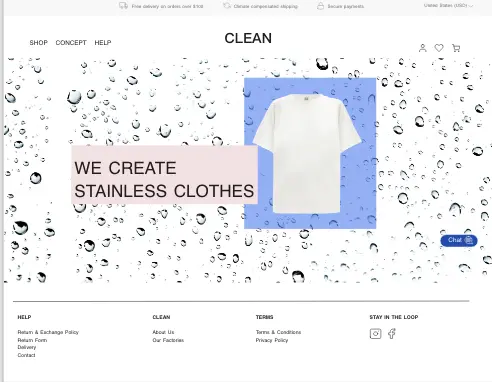 Free delivery on orders over $100
Climate compensated shipping
Secure payments
United States (USD)
SHOP CONCEPT HELP
CLEAN
WE CREATE
STAINLESS CLOTHES
Chat
HELP
Return & Exchange Policy
Return Form
Delivery
Contact
CLEAN
About Us
Our Factories
TERMS
Terms & Conditions
Privacy Policy
STAY IN THE LOOP